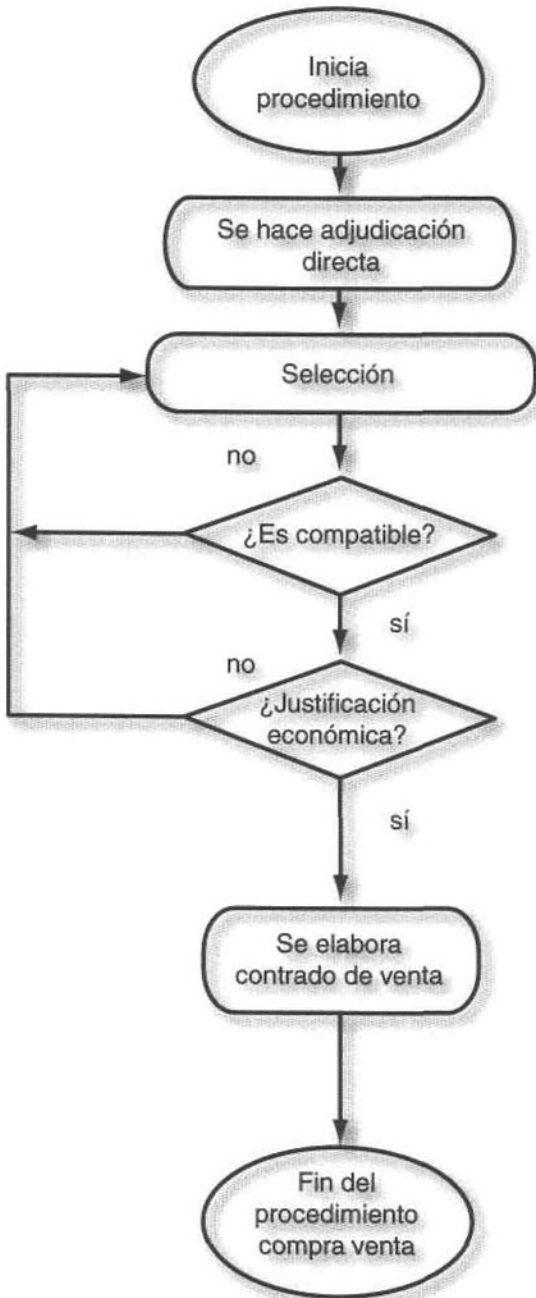 Inicia
procedimiento
Se hace adjudicación
directa
Selección
no
¿Es compatible?
sí
no
¿Justificación
económica?
sí
Se elabora
contrado de venta
Fin del
procedimiento
compra venta